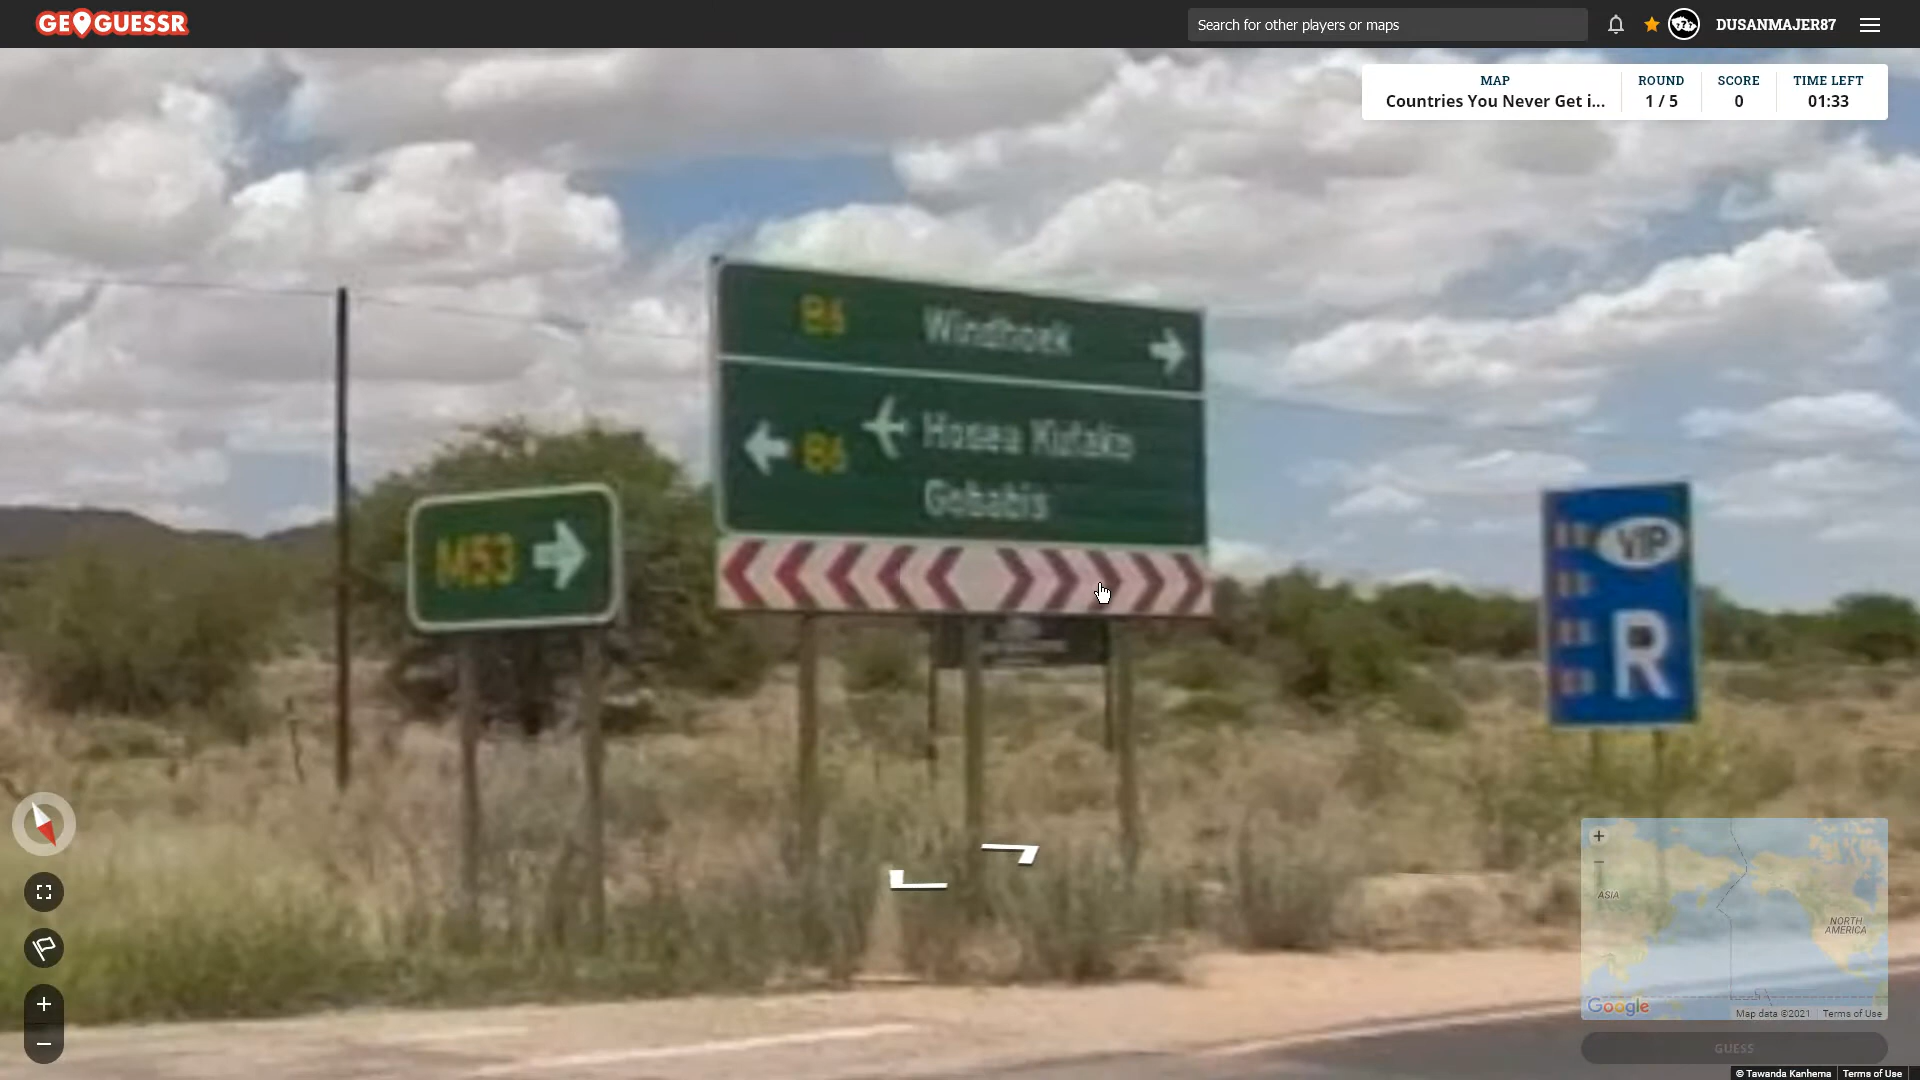 GEOGUESSR
Search for other players or maps
DUSANMAJER87
MAP
Countries You Never Get i...
ROUND
1 / 5
SCORE
0
TIME LEFT
01:33
B6 Windhoek
B6 Hosea Kutako
Gobabis
M53
VIP
R
ASIA
NORTH
AMERICA
Google
Map data ©2021
Terms of Use
GUESS
© Tawanda Kanhema
Terms of Use